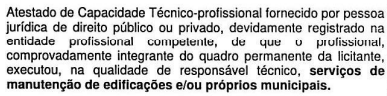 Atestado de Capacidade Técnico-profissional fornecido por pessoa
jurídica de direito público ou privado, devidamente registrado na
entidade profissional competente, de que o profissional,
comprovadamente integrante do quadro permanente da licitante,
executou, na qualidade de responsável técnico, serviços de
manutenção de edificações e/ou próprios municipais.